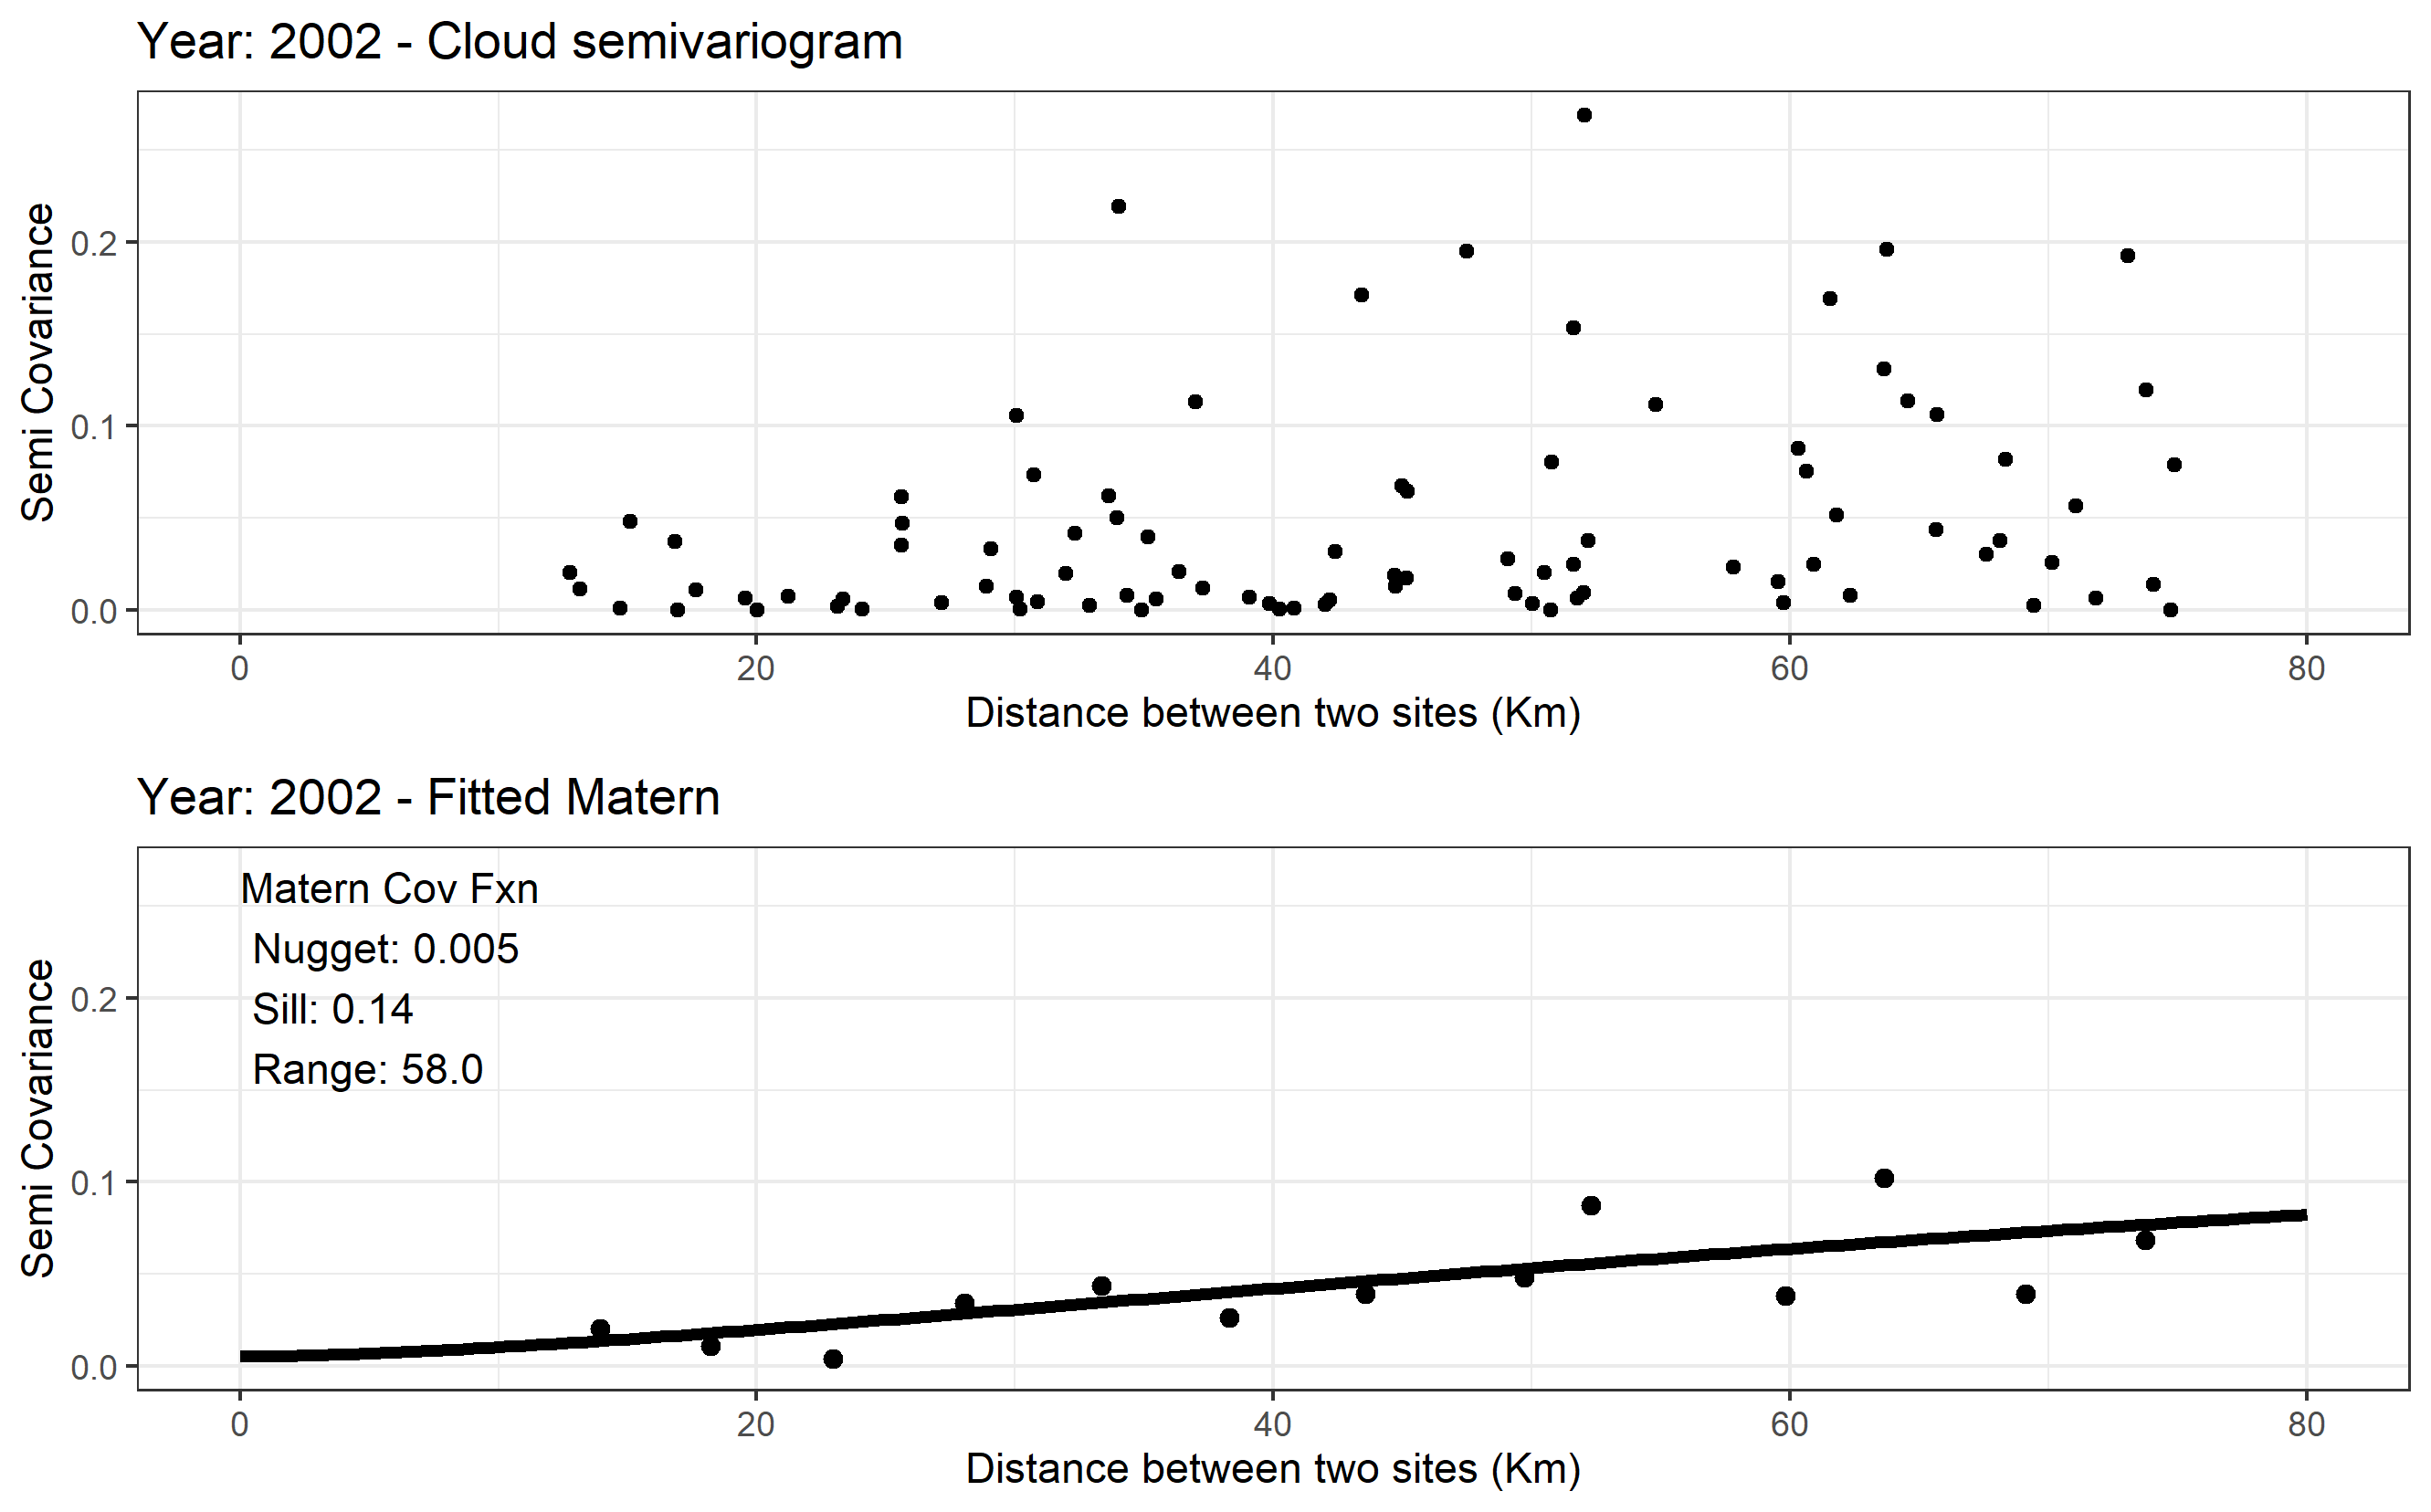 Year: 2002 - Cloud semivariogram
Semi Covariance
0.2
0.1
0.0
0 20 40 60 80
Distance between two sites (Km)
Year: 2002 - Fitted Matern
Matern Cov Fxn
Nugget: 0.005
Sill: 0.14
Range: 58.0
Semi Covariance
0.2
0.1
0.0
0 20 40 60 80
Distance between two sites (Km)